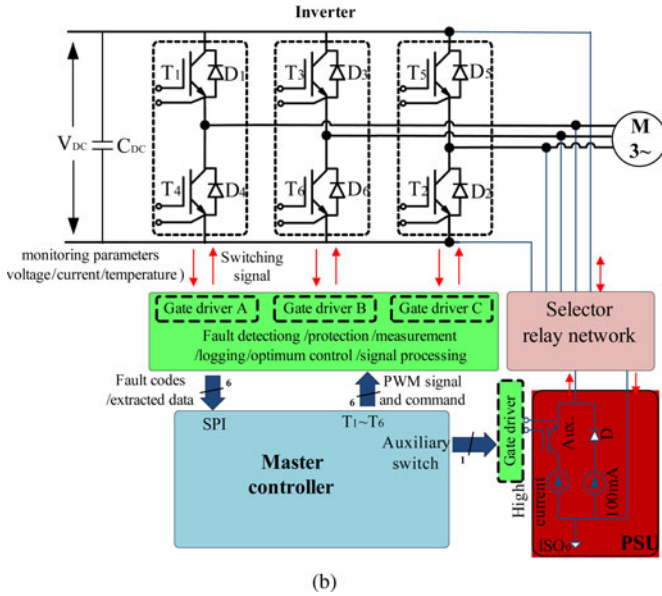 Inverter
T1
D1
T3
D3
T5
D5
M
3~
VDC
CDC
T4
D4
T6
D6
T2
D2
monitoring parameters
voltage/current/temperature )
Switching
signal
Gate driver A
Gate driver B
Gate driver C
Fault detectiong /protection /measurement
/logging/optimum control /signal processing
Selector
relay network
Fault codes
/extracted data
6
6
PWM signal
and command
SPI
T1~T6
Auxiliary
switch
1
Master
controller
Gate driver
High
current
Aux.
D
100mA
ISO0
PSU
(b)